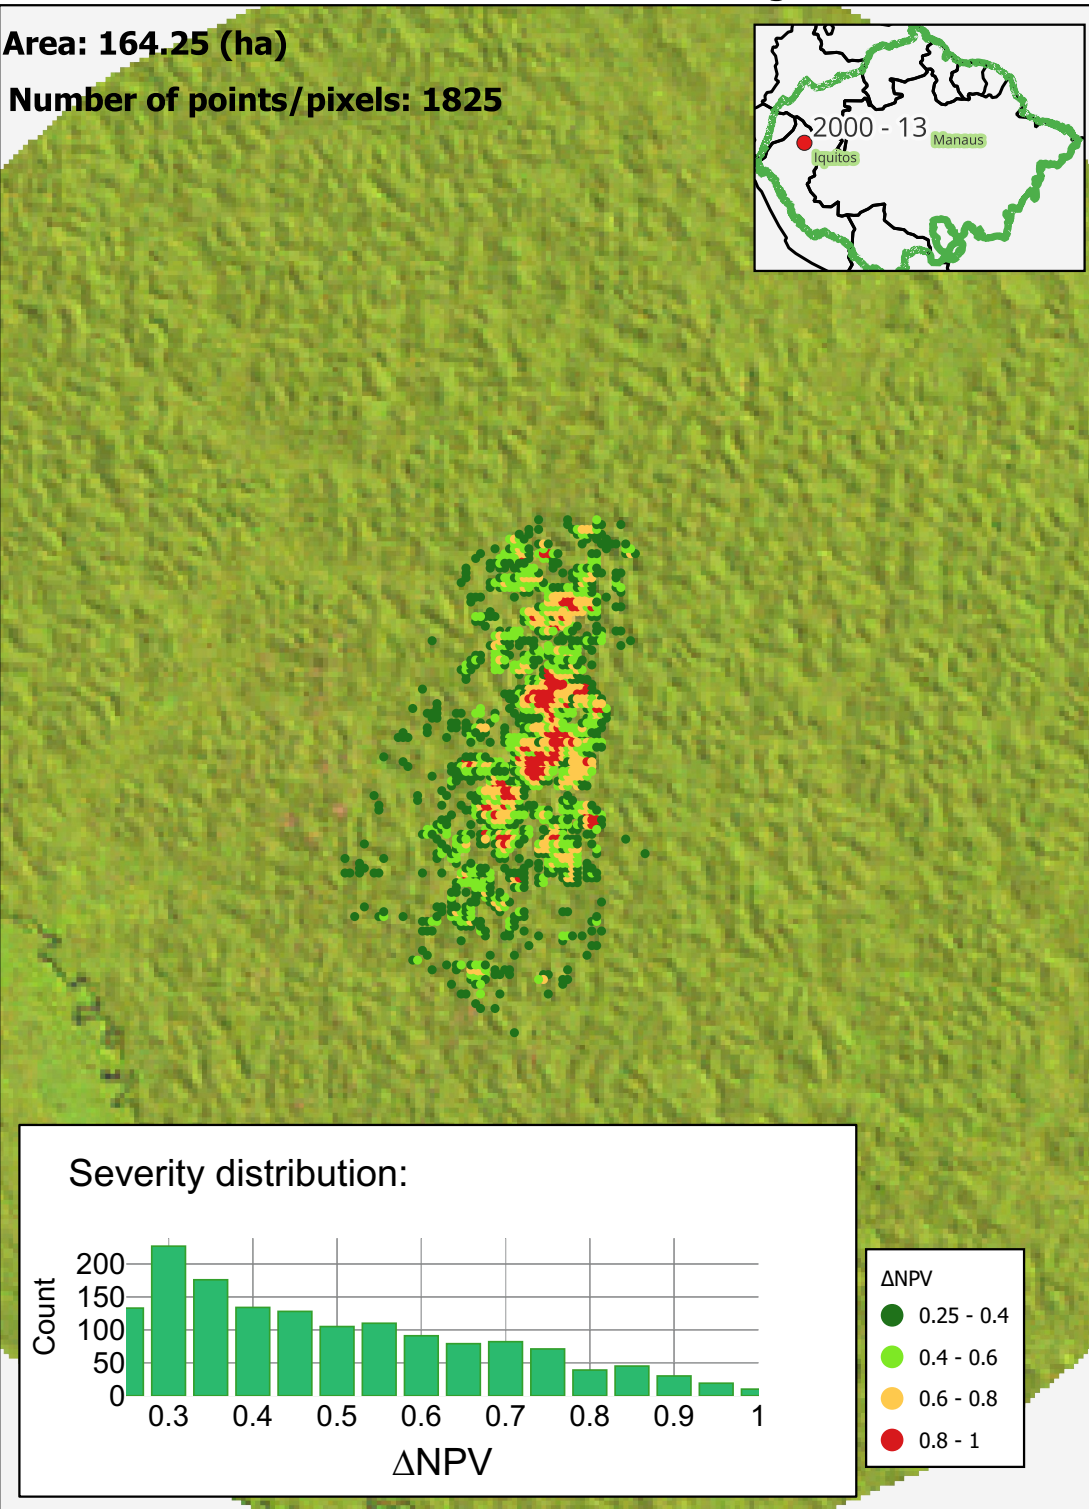 Area: 164.25 (ha)
Number of points/pixels: 1825
2000 - 13
Manaus
Iquitos
Severity distribution:
Count
200
150
100
50
0
0.3 0.4 0.5 0.6 0.7 0.8 0.9 1
ΔNPV
ΔNPV
0.25 - 0.4
0.4 - 0.6
0.6 - 0.8
0.8 - 1